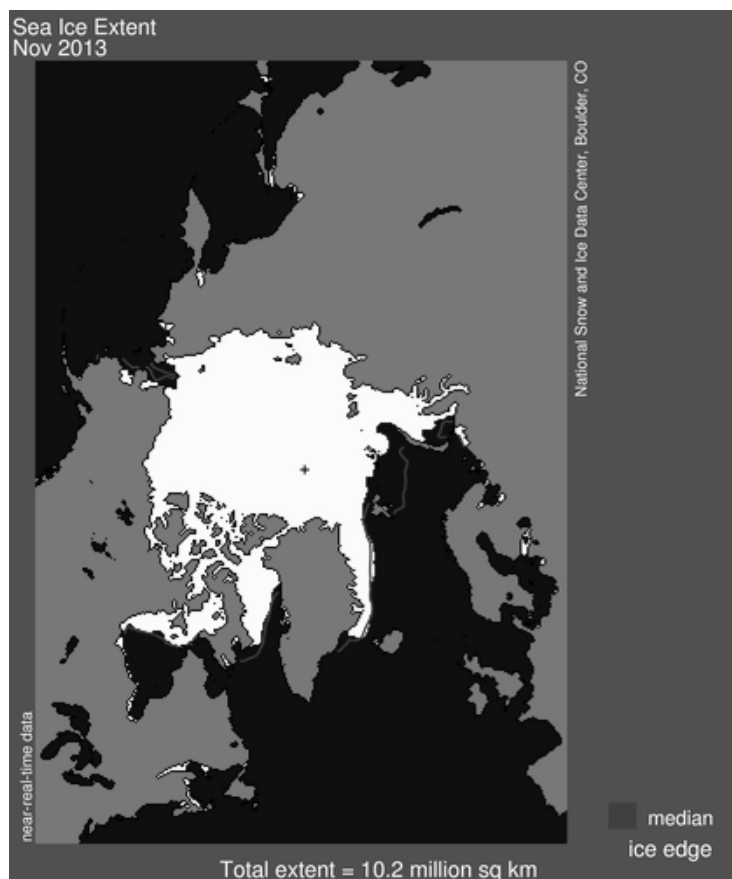 Sea Ice Extent
Nov 2013
National Snow and Ice Data Center, Boulder, CO
near-real-time data
median
ice edge
Total extent = 10.2 million sq km